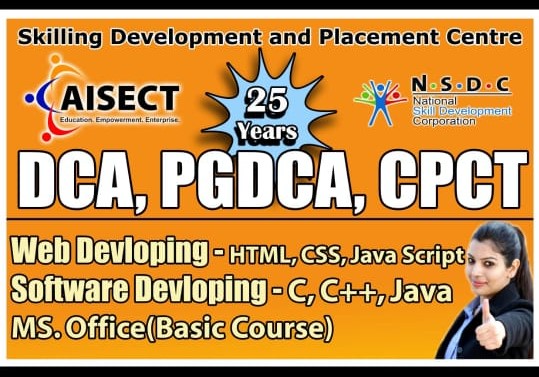 Skilling Development and Placement Centre
AISECT
Education. Empowerment. Enterprise.
25
Years
N·S·D·C
National
Skill Development
Corporation
DCA, PGDCA, CPCT
Web Devloping - HTML, CSS, Java Script
Software Devloping - C, C++, Java
MS. Office(Basic Course)